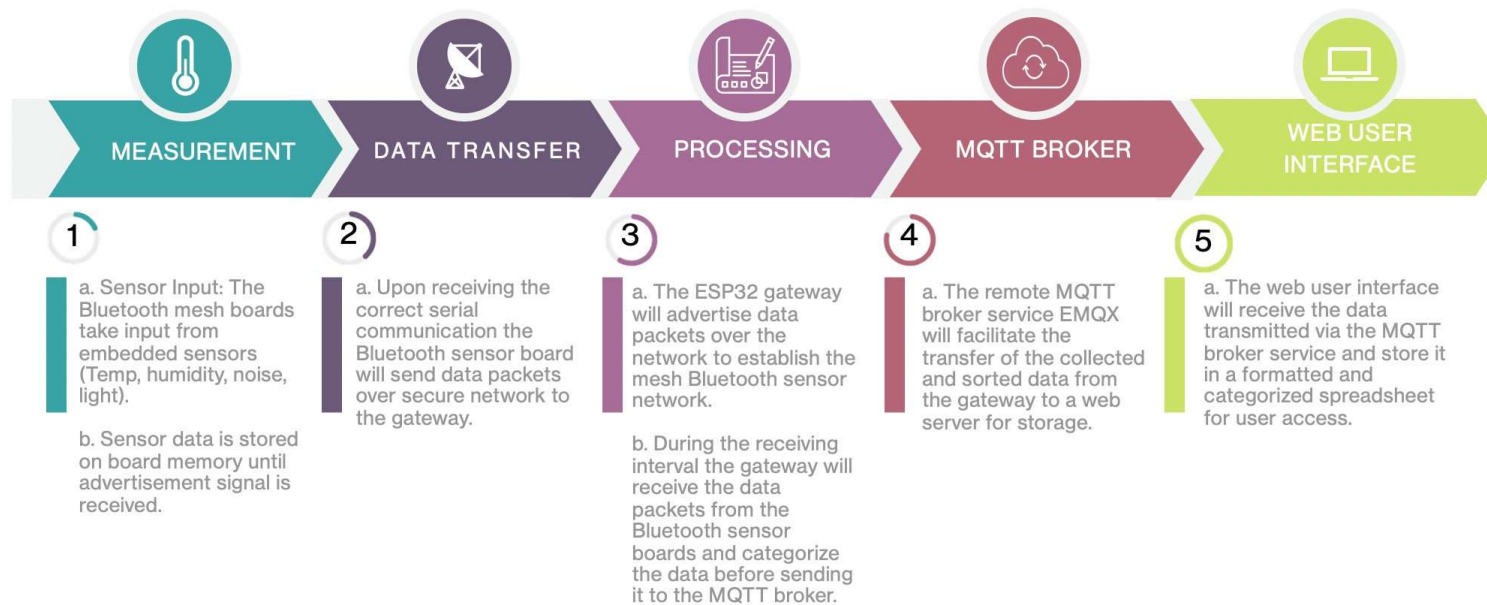 MEASUREMENT
DATA TRANSFER
PROCESSING
MQTT BROKER
WEB USER
INTERFACE
1
a. Sensor Input: The
Bluetooth mesh boards
take input from
embedded sensors
(Temp, humidity, noise,
light).
b. Sensor data is stored
on board memory until
advertisement signal is
received.
2
a. Upon receiving the
correct serial
communication the
Bluetooth sensor board
will send data packets
over secure network to
the gateway.
3
a. The ESP32 gateway
will advertise data
packets over the
network to establish the
mesh Bluetooth sensor
network.
b. During the receiving
interval the gateway will
receive the data
packets from the
Bluetooth sensor
boards and categorize
the data before sending
it to the MQTT broker.
4
a. The remote MQTT
broker service EMQX
will facilitate the
transfer of the collected
and sorted data from
the gateway to a web
server for storage.
5
a. The web user interface
will receive the data
transmitted via the MQTT
broker service and store it
in a formatted and
categorized spreadsheet
for user access.